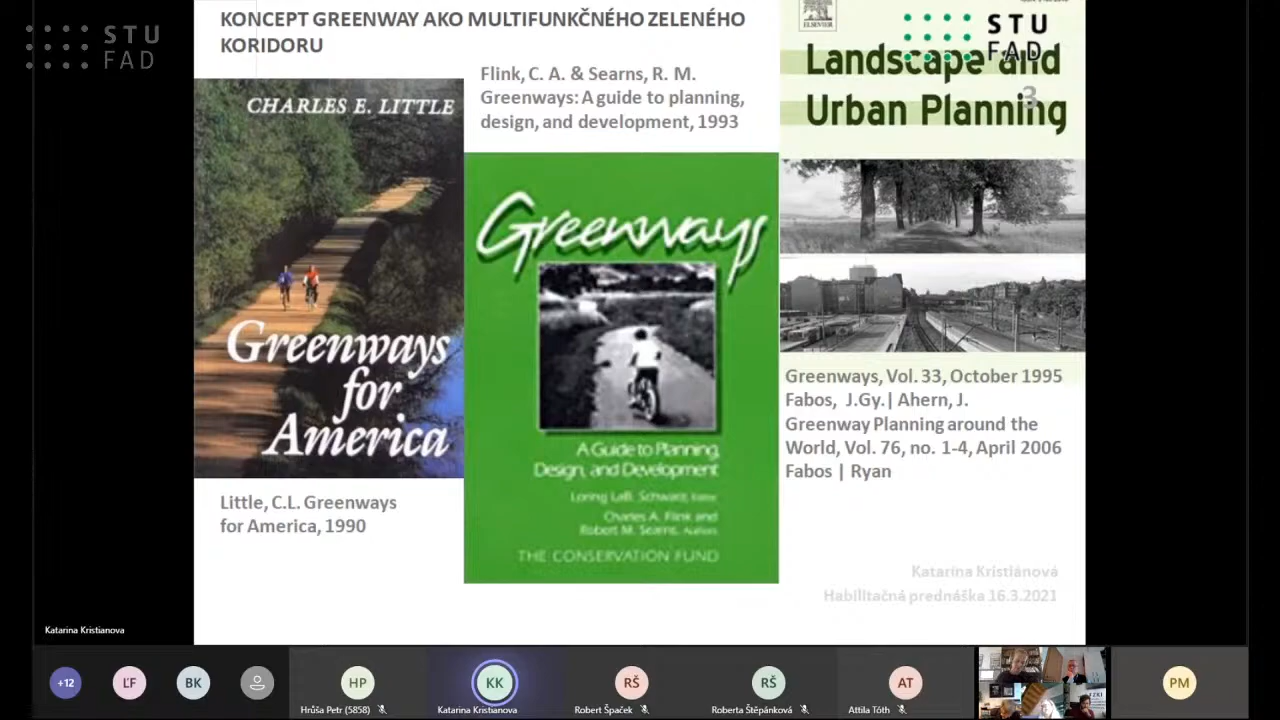 STU
FAD
KONCEPT GREENWAY AKO MULTIFUNKČNÉHO ZELENÉHO
KORIDORU
CHARLES E. LITTLE
Greenways
for
America
Little, C.L. Greenways
for America, 1990
Flink, C. A. & Searns, R. M.
Greenways: A guide to planning,
design, and development, 1993
Greenways
A Guide to Planning,
Design, and Development
Loring LaB. Schwarz, Editor
Charles A. Flink and
Robert M. Searns, Authors
THE CONSERVATION FUND
ELSEVIER
STU
FAD
Landscape and
3
Urban Planning
Greenways, Vol. 33, October 1995
Fabos, J.Gy.| Ahern, J.
Greenway Planning around the
World, Vol. 76, no. 1-4, April 2006
Fabos | Ryan
Katarína Kristiánová
Habilitačná prednáška 16.3.2021
Katarina Kristianova
+12
ĽF
BK
HP
KK
RŠ
RŠ
AT
PM
Hrůša Petr (5858)
Katarina Kristianova
Robert Špaček
Roberta Štěpánková
Attila Tóth